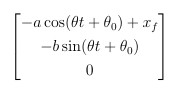 −a cos(θt + θ₀) + x_f
−b sin(θt + θ₀)
0